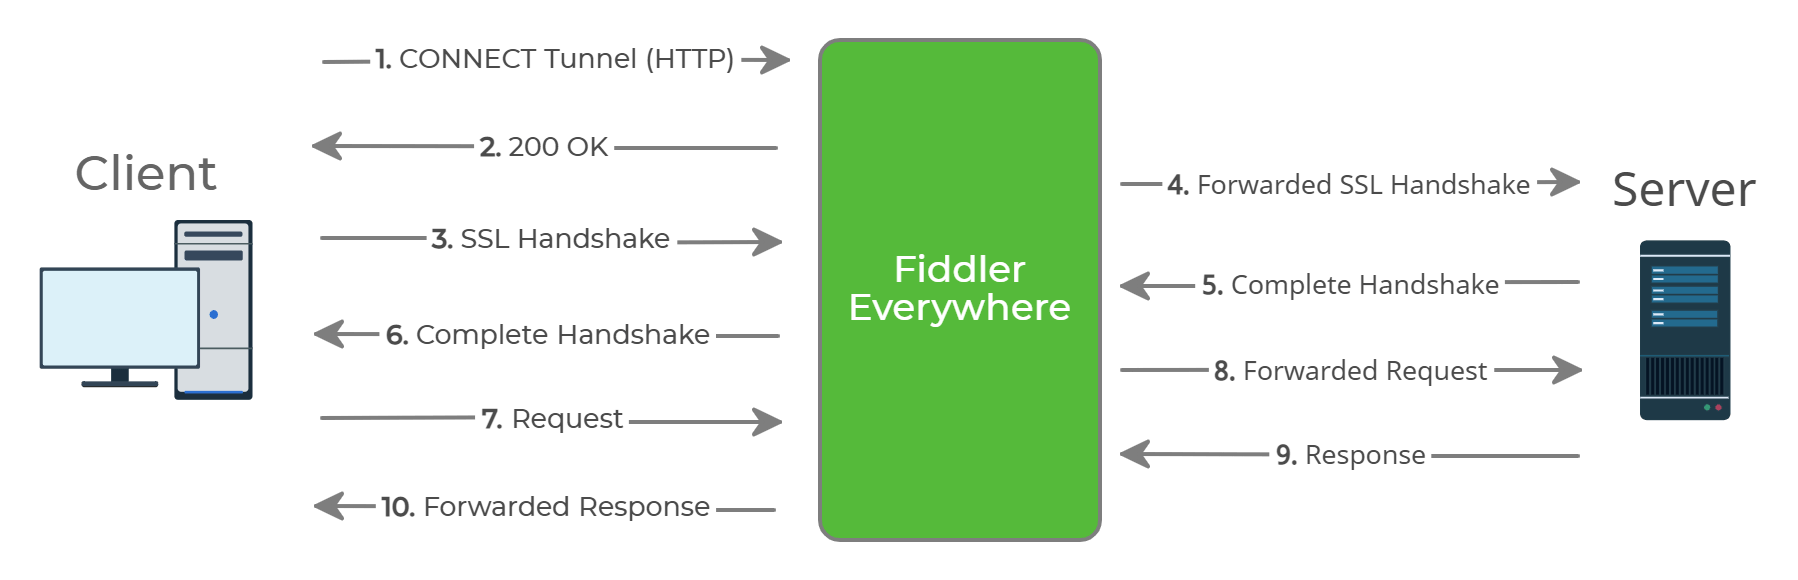 1. CONNECT Tunnel (HTTP)
2. 200 OK
Client
4. Forwarded SSL Handshake
Server
3. SSL Handshake
Fiddler
Everywhere
5. Complete Handshake
6. Complete Handshake
8. Forwarded Request
7. Request
9. Response
10. Forwarded Response